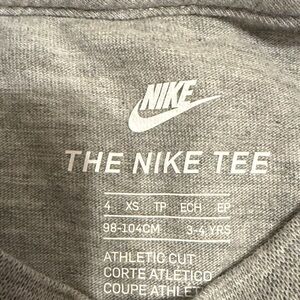 NIKE
THE NIKE TEE
4 XS TP ECH EP
98-104CM 3-4 YRS
ATHLETIC CUT
CORTE ATLÉTICO
COUPE ATHLÉT